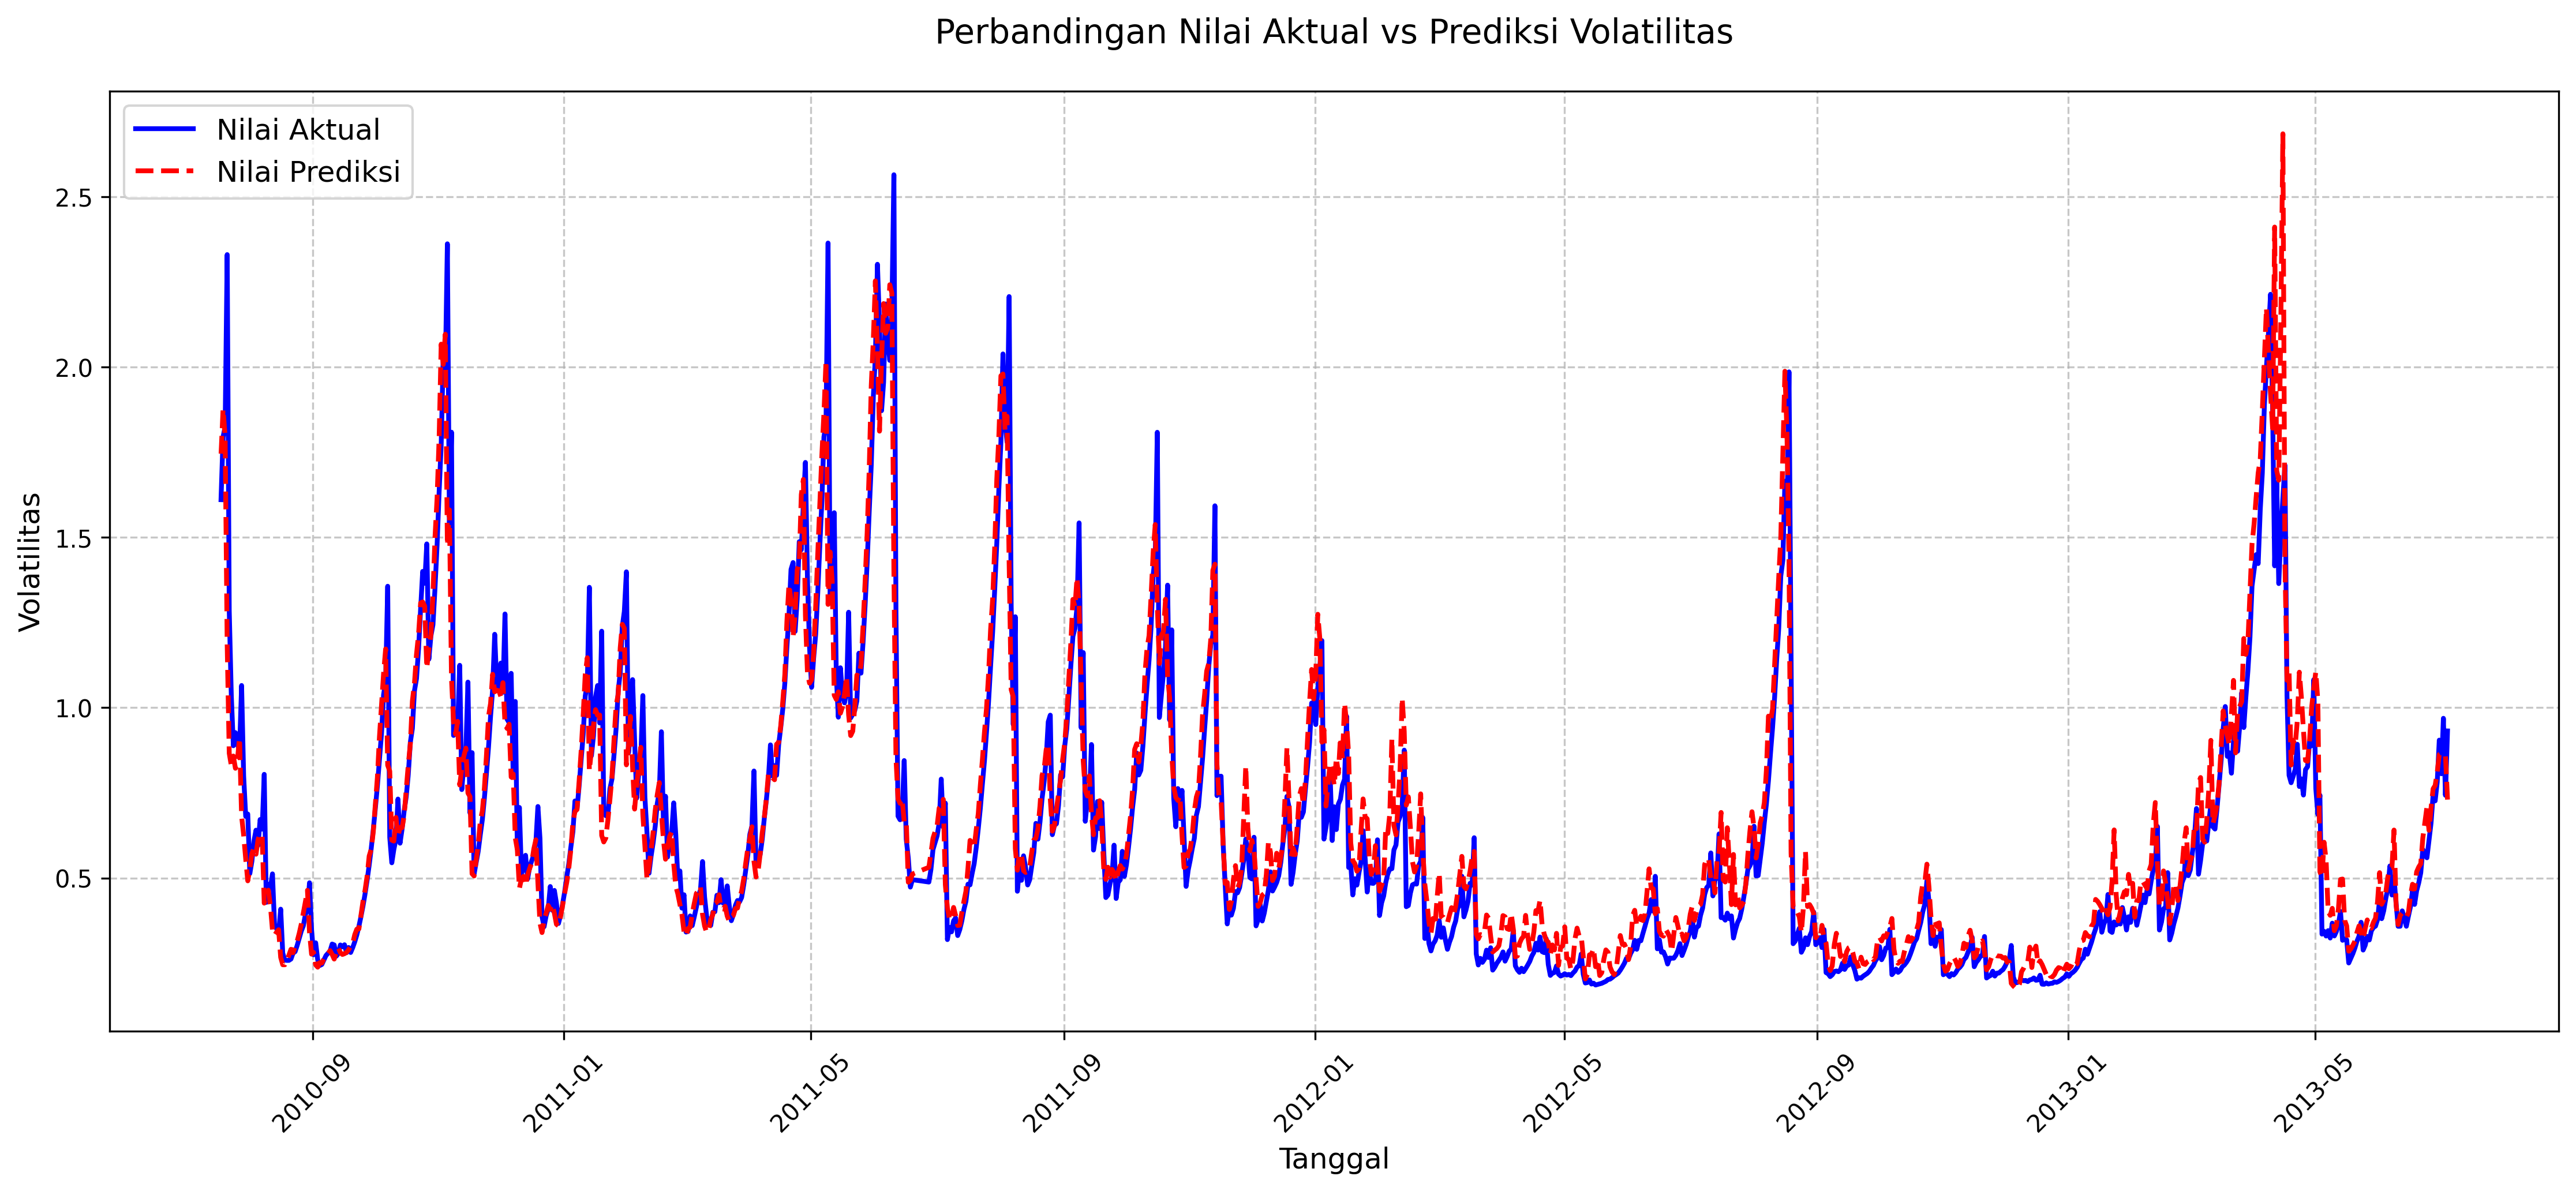 Perbandingan Nilai Aktual vs Prediksi Volatilitas
Nilai Aktual
Nilai Prediksi
Volatilitas
2.5
2.0
1.5
1.0
0.5
2010-09
2011-01
2011-05
2011-09
2012-01
2012-05
2012-09
2013-01
2013-05
Tanggal